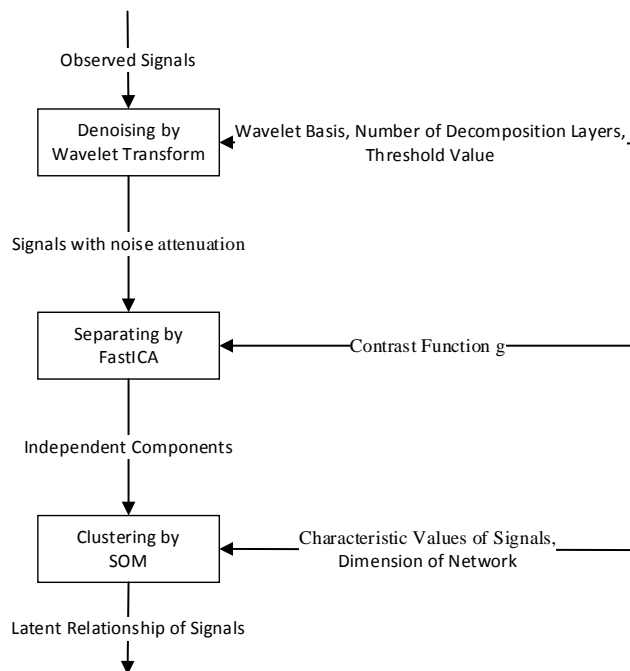 Observed Signals
Denoising by
Wavelet Transform
Wavelet Basis, Number of Decomposition Layers,
Threshold Value
Signals with noise attenuation
Separating by
FastICA
Contrast Function g
Independent Components
Clustering by
SOM
Characteristic Values of Signals,
Dimension of Network
Latent Relationship of Signals